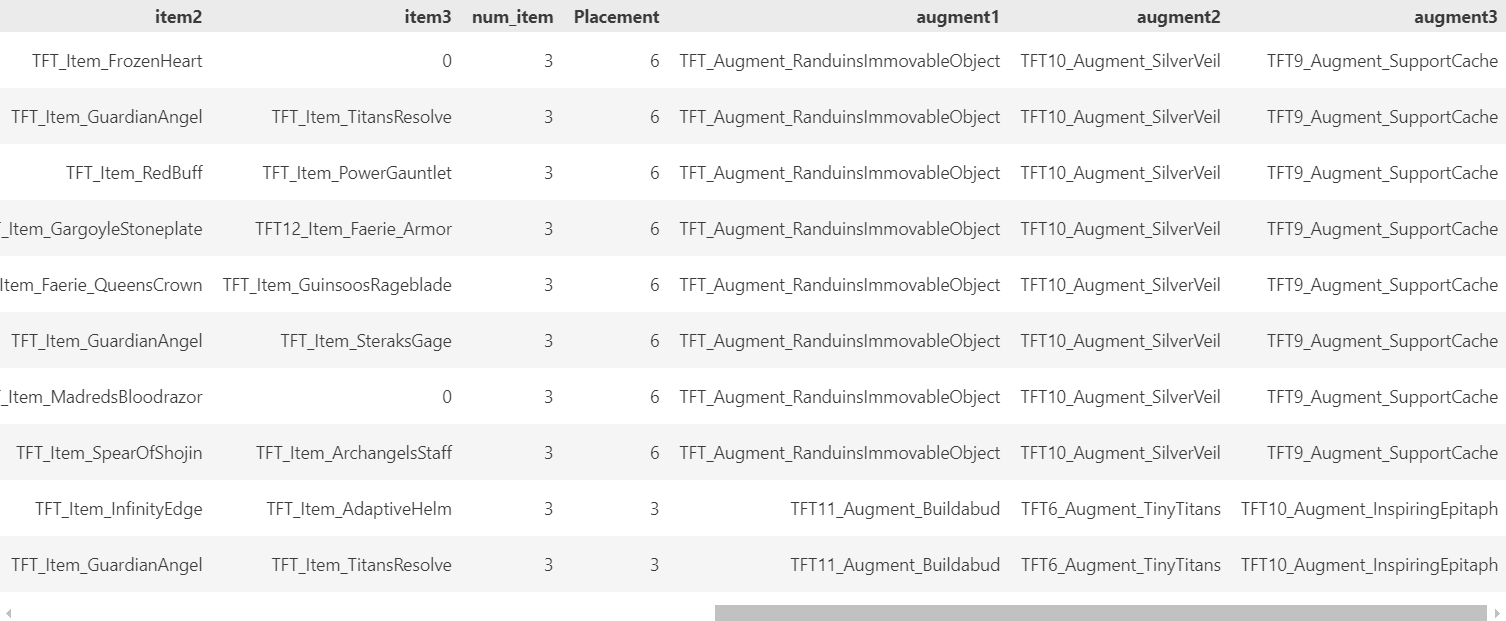 item2 item3 num_item Placement augment1 augment2 augment3
TFT_Item_FrozenHeart 0 3 6 TFT_Augment_RanduinsImmovableObject TFT10_Augment_SilverVeil TFT9_Augment_SupportCache
TFT_Item_GuardianAngel TFT_Item_TitansResolve 3 6 TFT_Augment_RanduinsImmovableObject TFT10_Augment_SilverVeil TFT9_Augment_SupportCache
TFT_Item_RedBuff TFT_Item_PowerGauntlet 3 6 TFT_Augment_RanduinsImmovableObject TFT10_Augment_SilverVeil TFT9_Augment_SupportCache
_Item_GargoyleStoneplate TFT12_Item_Faerie_Armor 3 6 TFT_Augment_RanduinsImmovableObject TFT10_Augment_SilverVeil TFT9_Augment_SupportCache
Item_Faerie_QueensCrown TFT_Item_GuinsoosRageblade 3 6 TFT_Augment_RanduinsImmovableObject TFT10_Augment_SilverVeil TFT9_Augment_SupportCache
TFT_Item_GuardianAngel TFT_Item_SteraksGage 3 6 TFT_Augment_RanduinsImmovableObject TFT10_Augment_SilverVeil TFT9_Augment_SupportCache
_Item_MadredsBloodrazor 0 3 6 TFT_Augment_RanduinsImmovableObject TFT10_Augment_SilverVeil TFT9_Augment_SupportCache
TFT_Item_SpearOfShojin TFT_Item_ArchangelsStaff 3 6 TFT_Augment_RanduinsImmovableObject TFT10_Augment_SilverVeil TFT9_Augment_SupportCache
TFT_Item_InfinityEdge TFT_Item_AdaptiveHelm 3 3 TFT11_Augment_Buildabud TFT6_Augment_TinyTitans TFT10_Augment_InspiringEpitaph
TFT_Item_GuardianAngel TFT_Item_TitansResolve 3 3 TFT11_Augment_Buildabud TFT6_Augment_TinyTitans TFT10_Augment_InspiringEpitaph